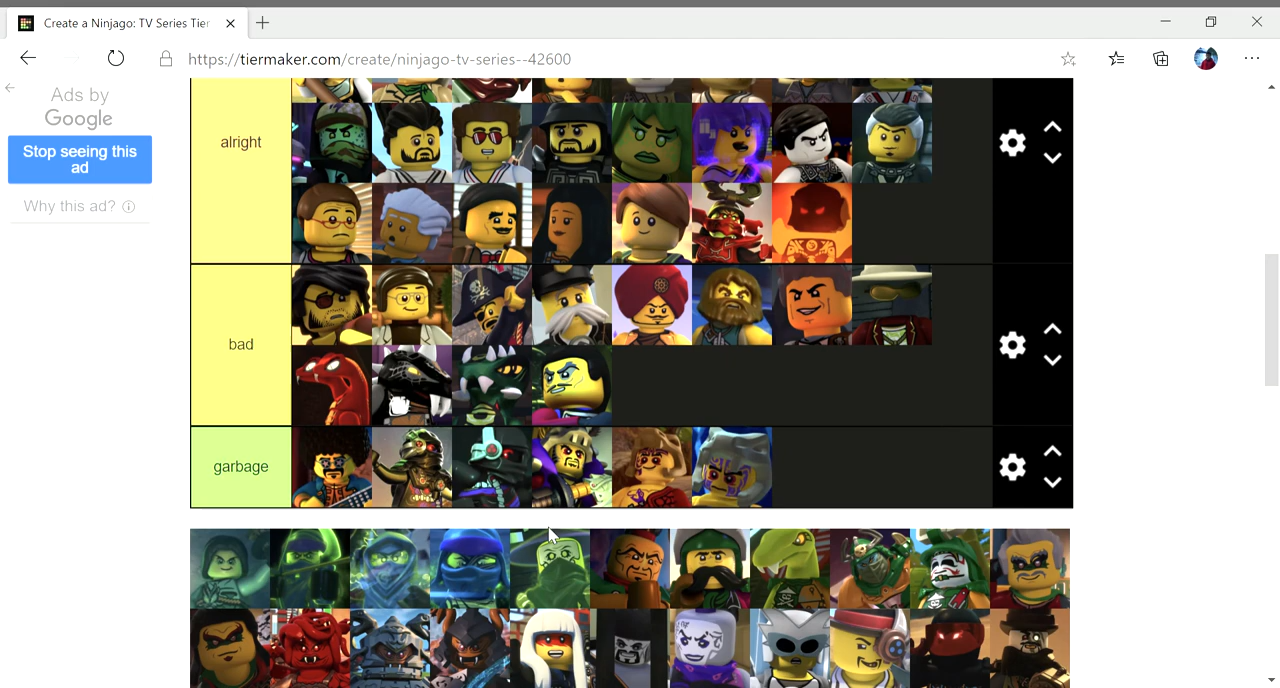 Create a Ninjago: TV Series Tier
https://tiermaker.com/create/ninjago-tv-series--42600
Ads by
Google
Stop seeing this
ad
Why this ad?
alright
bad
garbage